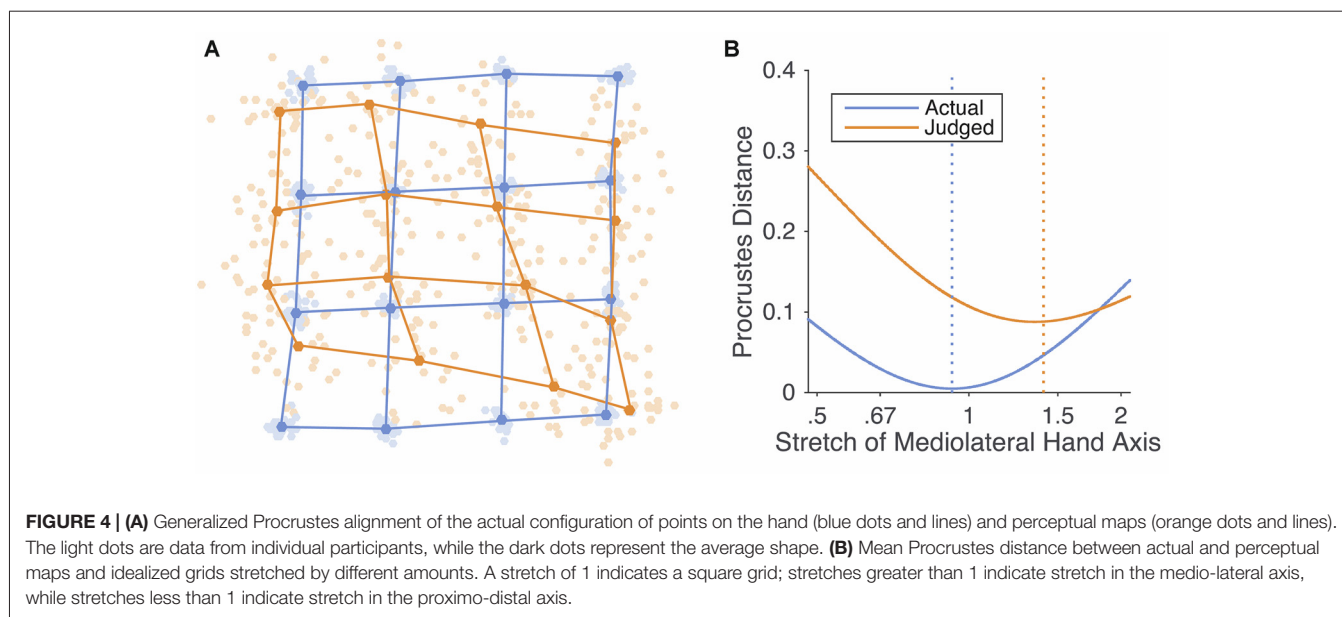 A
B
0.4
0.3
0.2
0.1
0
Procrustes Distance
Actual
Judged
.5 .67 1 1.5 2
Stretch of Mediolateral Hand Axis
FIGURE 4 | (A) Generalized Procrustes alignment of the actual configuration of points on the hand (blue dots and lines) and perceptual maps (orange dots and lines).
The light dots are data from individual participants, while the dark dots represent the average shape. (B) Mean Procrustes distance between actual and perceptual
maps and idealized grids stretched by different amounts. A stretch of 1 indicates a square grid; stretches greater than 1 indicate stretch in the medio-lateral axis,
while stretches less than 1 indicate stretch in the proximo-distal axis.